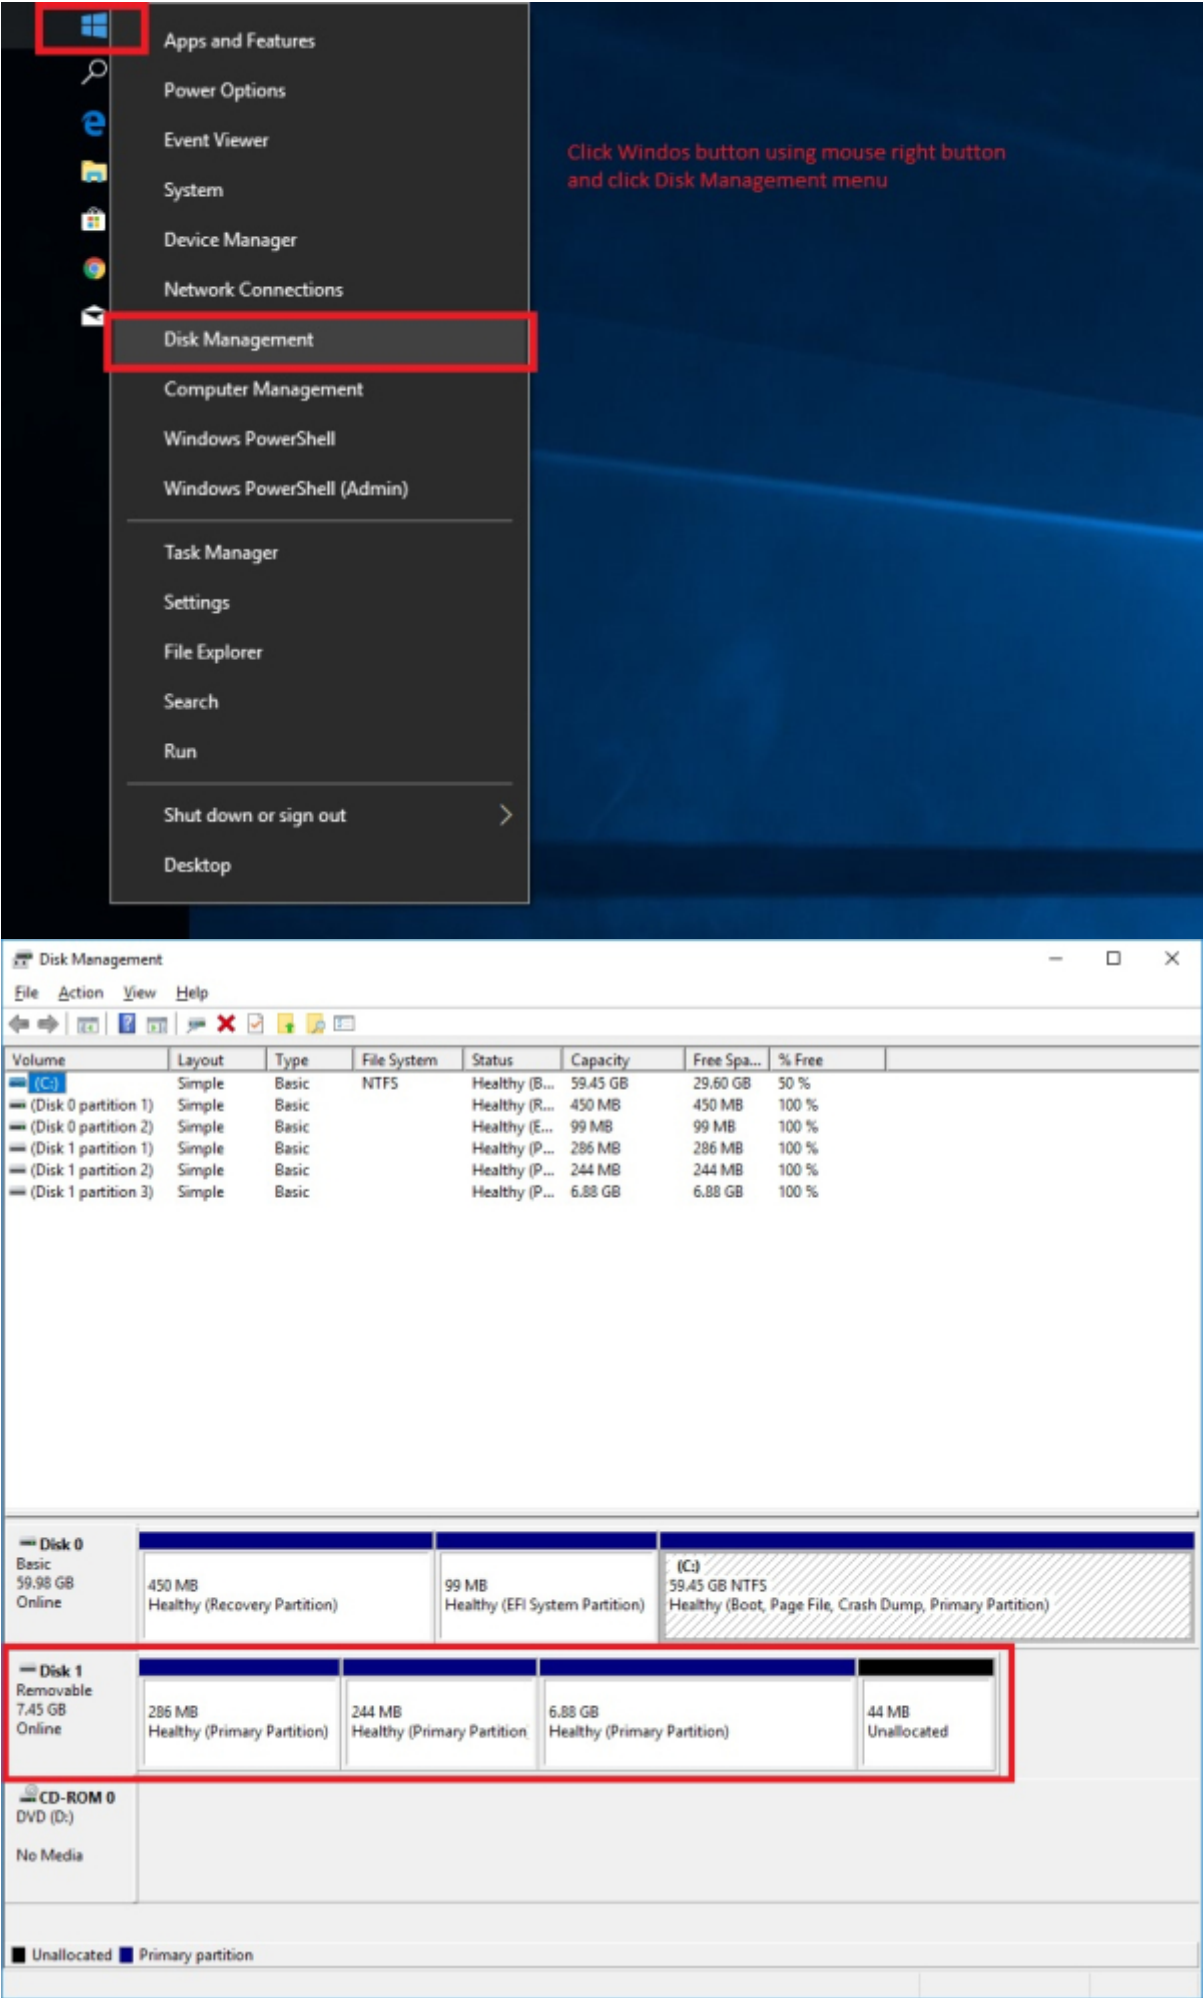 Apps and Features
Power Options
Event Viewer
Click Windos button using mouse right button
and click Disk Management menu
System
Device Manager
Network Connections
Disk Management
Computer Management
Windows PowerShell
Windows PowerShell (Admin)
Task Manager
Settings
File Explorer
Search
Run
Shut down or sign out
Desktop
Disk Management
File Action View Help
Volume Layout Type File System Status Capacity Free Spa... % Free
(C:) Simple Basic NTFS Healthy (B... 59.45 GB 29.60 GB 50 %
(Disk 0 partition 1) Simple Basic Healthy (R... 450 MB 450 MB 100 %
(Disk 0 partition 2) Simple Basic Healthy (E... 99 MB 99 MB 100 %
(Disk 1 partition 1) Simple Basic Healthy (P... 286 MB 286 MB 100 %
(Disk 1 partition 2) Simple Basic Healthy (P... 244 MB 244 MB 100 %
(Disk 1 partition 3) Simple Basic Healthy (P... 6.88 GB 6.88 GB 100 %
Disk 0
Basic
59.98 GB
Online
450 MB
Healthy (Recovery Partition)
99 MB
Healthy (EFI System Partition)
(C:)
59.45 GB NTFS
Healthy (Boot, Page File, Crash Dump, Primary Partition)
Disk 1
Removable
7.45 GB
Online
286 MB
Healthy (Primary Partition)
244 MB
Healthy (Primary Partition
6.88 GB
Healthy (Primary Partition)
44 MB
Unallocated
CD-ROM 0
DVD (D:)
No Media
Unallocated Primary partition